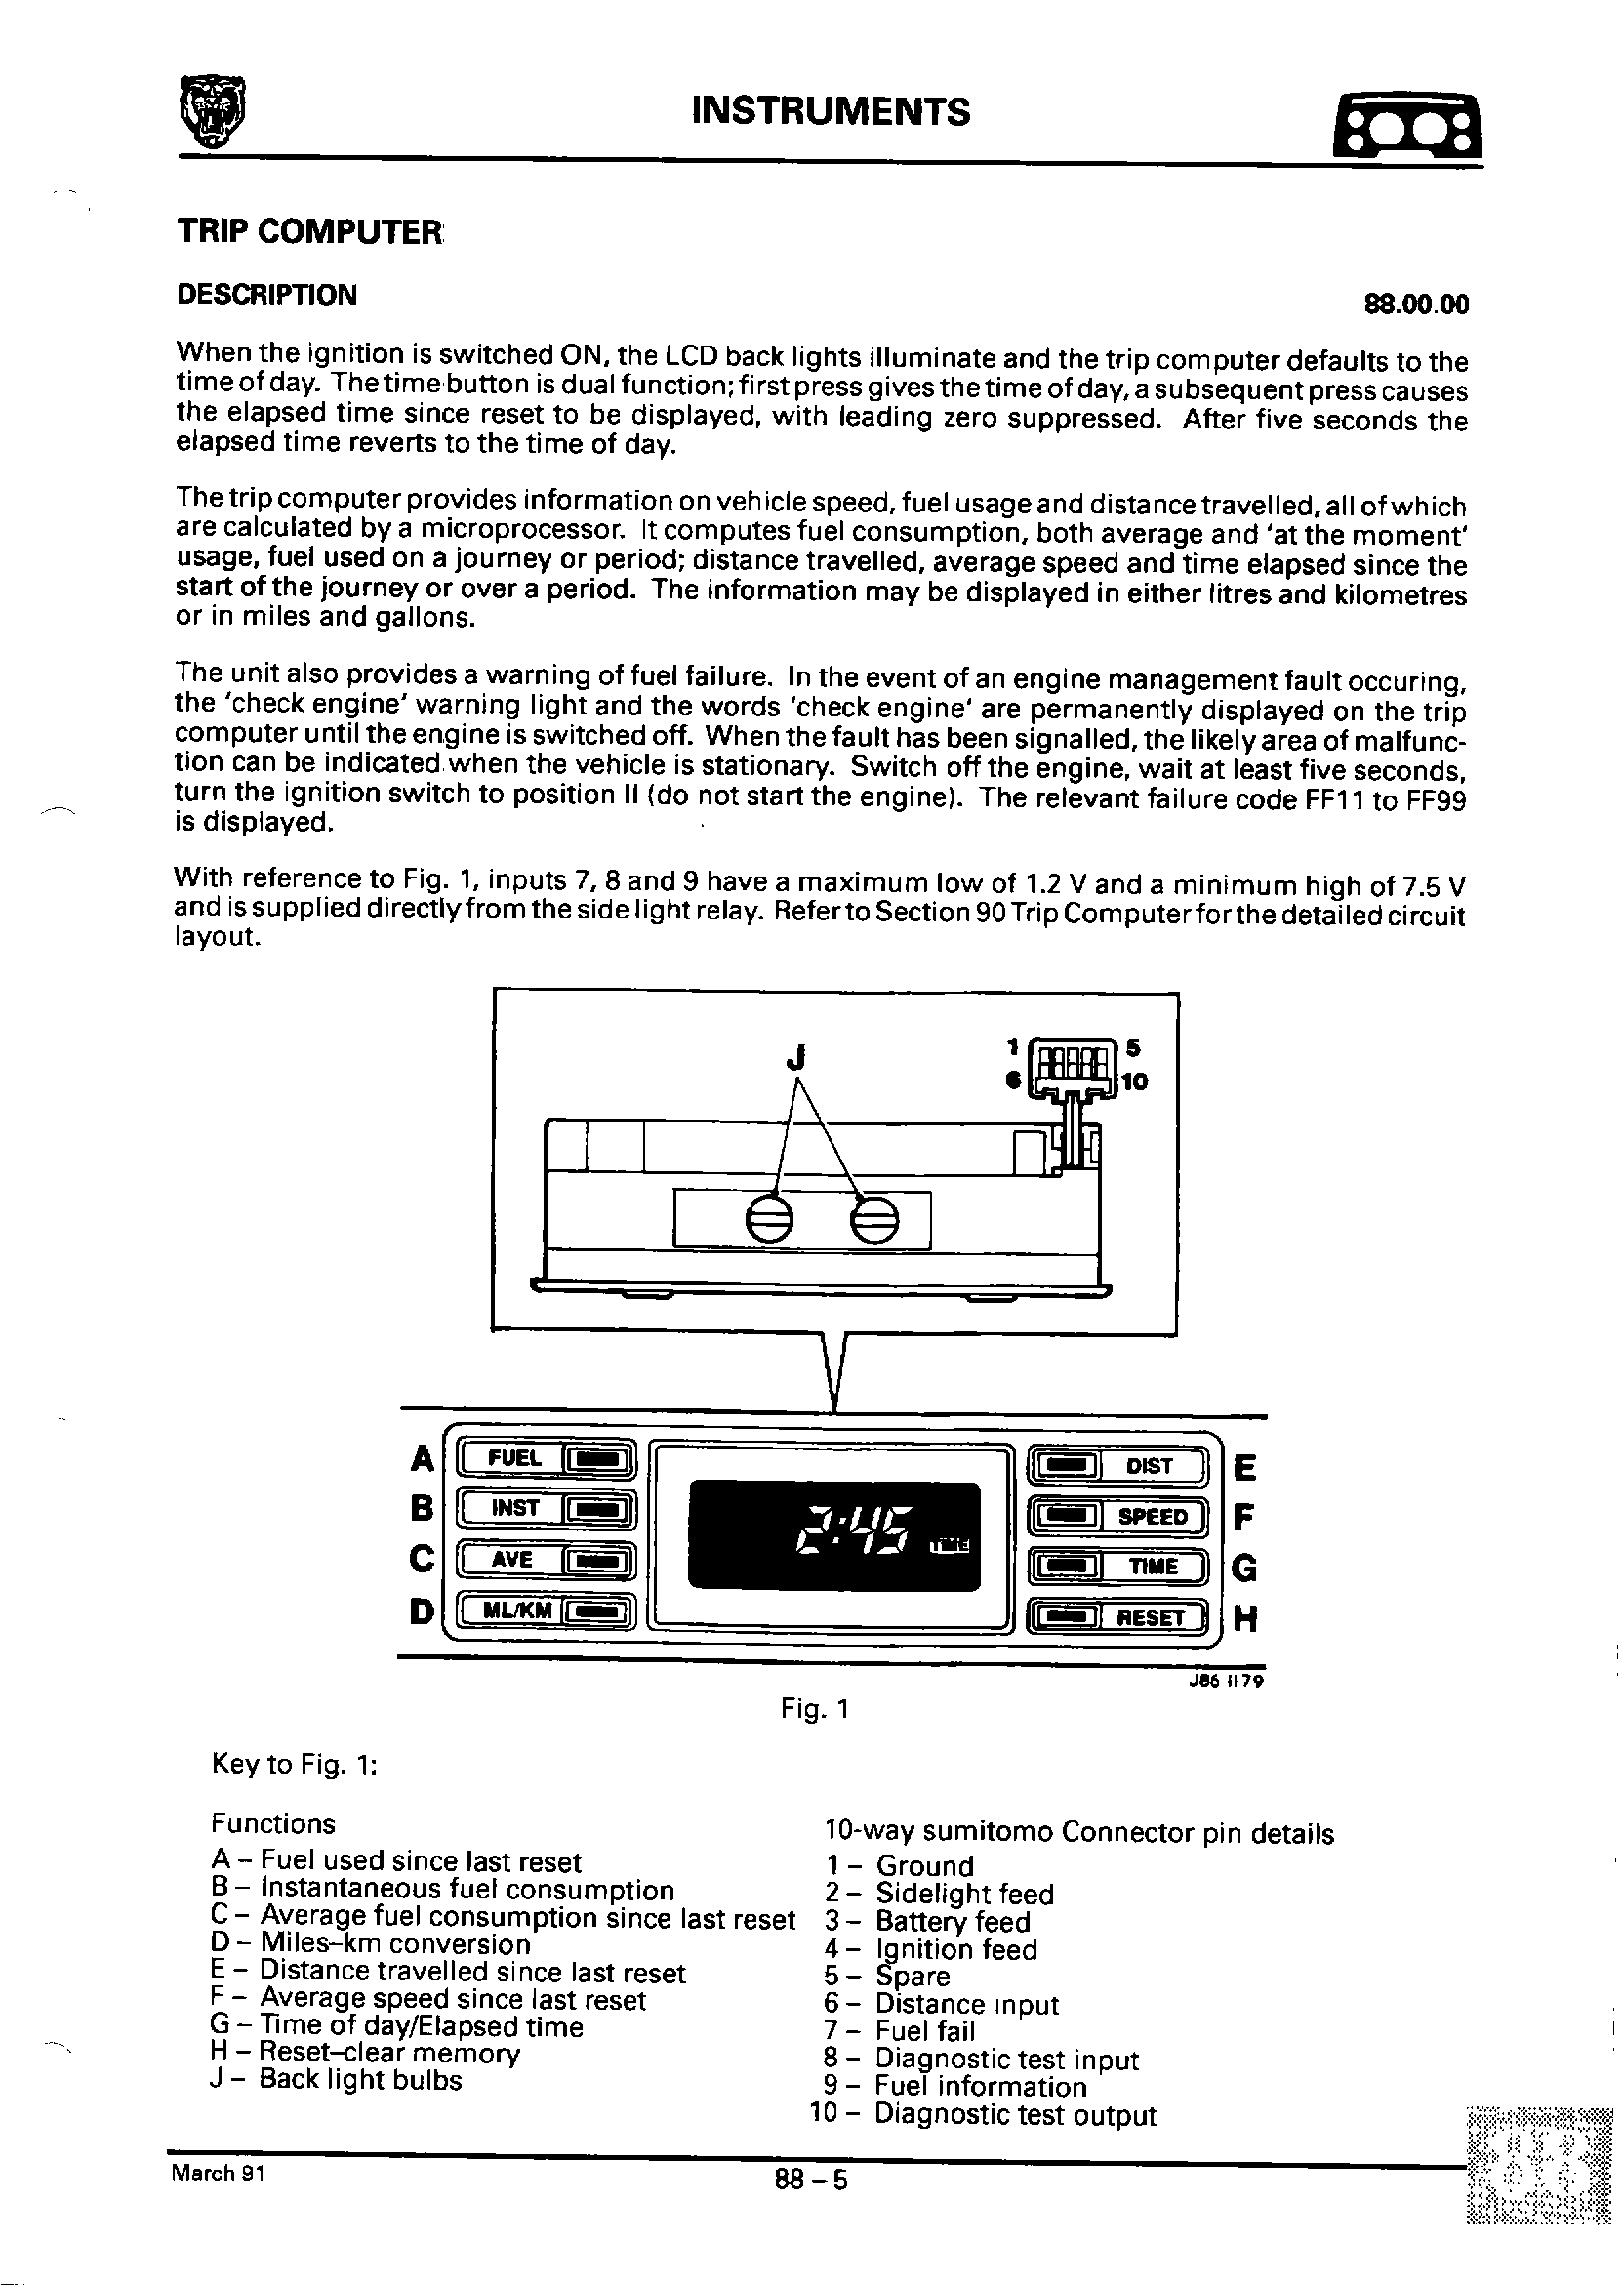 INSTRUMENTS
TRIP COMPUTER
DESCRIPTION
88.00.00
When the ignition is switched ON, the LCD back lights illuminate and the trip computer defaults to the
time of day. The time button is dual function; first press gives the time of day, a subsequent press causes
the elapsed time since reset to be displayed, with leading zero suppressed. After five seconds the
elapsed time reverts to the time of day.
The trip computer provides information on vehicle speed, fuel usage and distance travelled, all of which
are calculated by a microprocessor. It computes fuel consumption, both average and 'at the moment'
usage, fuel used on a journey or period; distance travelled, average speed and time elapsed since the
start of the journey or over a period. The information may be displayed in either litres and kilometres
or in miles and gallons.
The unit also provides a warning of fuel failure. In the event of an engine management fault occuring,
the 'check engine' warning light and the words 'check engine' are permanently displayed on the trip
computer until the engine is switched off. When the fault has been signalled, the likely area of malfunc-
tion can be indicated when the vehicle is stationary. Switch off the engine, wait at least five seconds,
turn the ignition switch to position II (do not start the engine). The relevant failure code FF11 to FF99
is displayed.
With reference to Fig. 1, inputs 7, 8 and 9 have a maximum low of 1.2 V and a minimum high of 7.5 V
and is supplied directly from the side light relay. Refer to Section 90 Trip Computer for the detailed circuit
layout.
J
1 5
6 10
A FUEL
B INST
C AVE
D ML/KM
2:45 TIME
DIST E
SPEED F
TIME G
RESET H
J86 1179
Fig. 1
Key to Fig. 1:
Functions
A – Fuel used since last reset
B – Instantaneous fuel consumption
C – Average fuel consumption since last reset
D – Miles–km conversion
E – Distance travelled since last reset
F – Average speed since last reset
G – Time of day/Elapsed time
H – Reset–clear memory
J – Back light bulbs
10-way sumitomo Connector pin details
1 – Ground
2 – Sidelight feed
3 – Battery feed
4 – Ignition feed
5 – Spare
6 – Distance input
7 – Fuel fail
8 – Diagnostic test input
9 – Fuel information
10 – Diagnostic test output
March 91
88 – 5